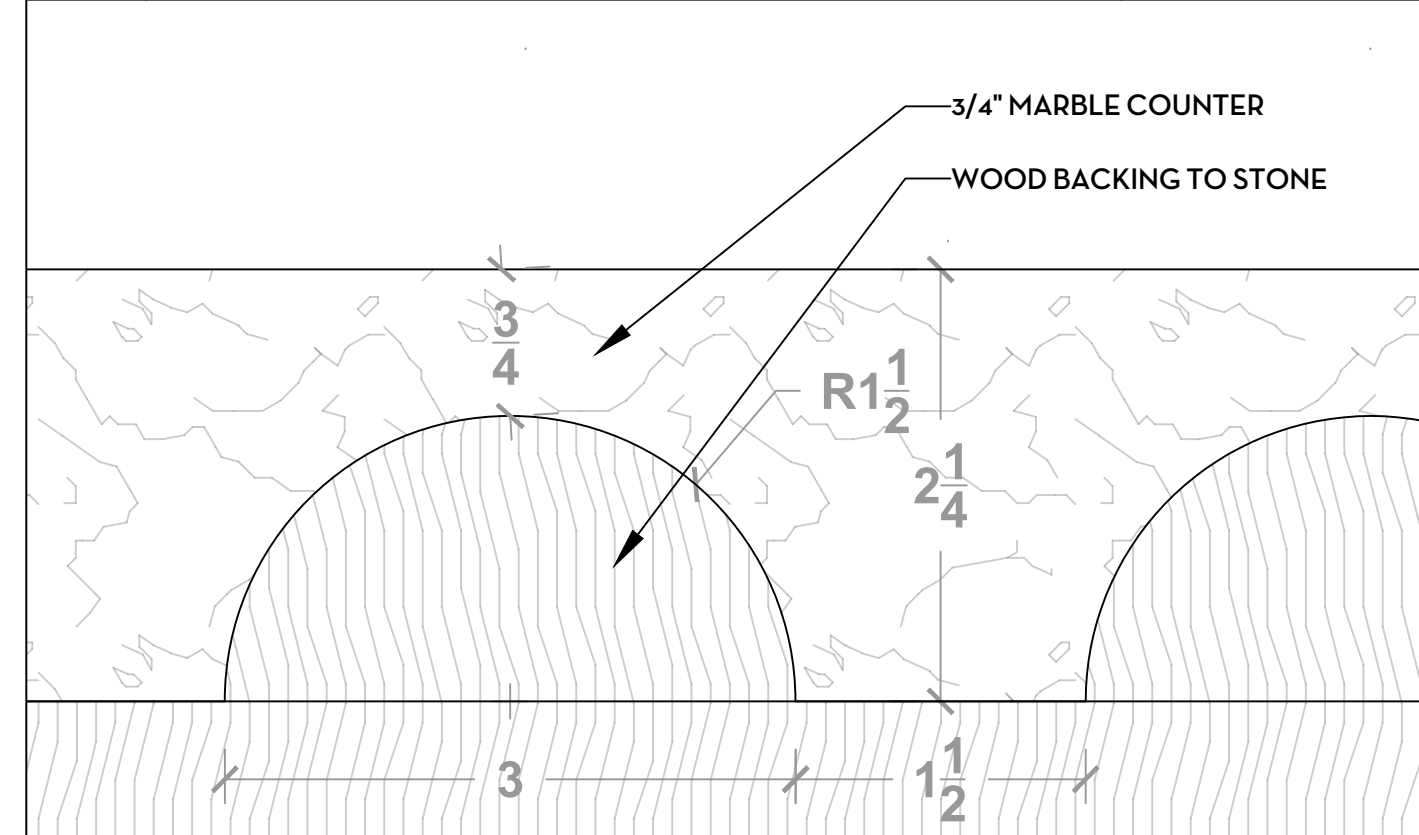 3/4" MARBLE COUNTER
WOOD BACKING TO STONE
3/4
R1 1/2
2 1/4
3
1 1/2